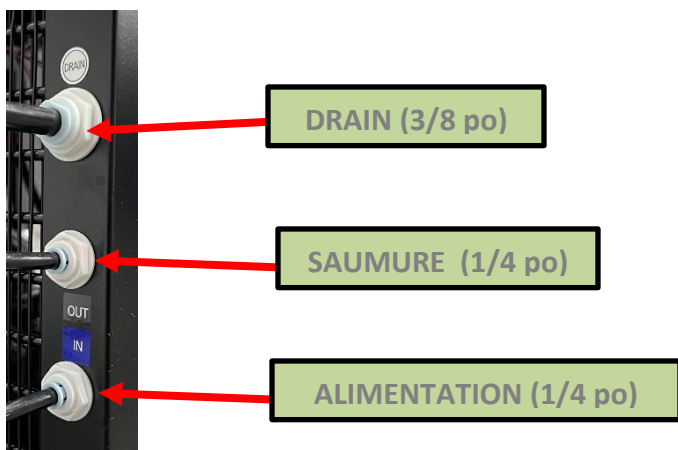 DRAIN
DRAIN (3/8 po)
SAUMURE (1/4 po)
OUT
IN
ALIMENTATION (1/4 po)